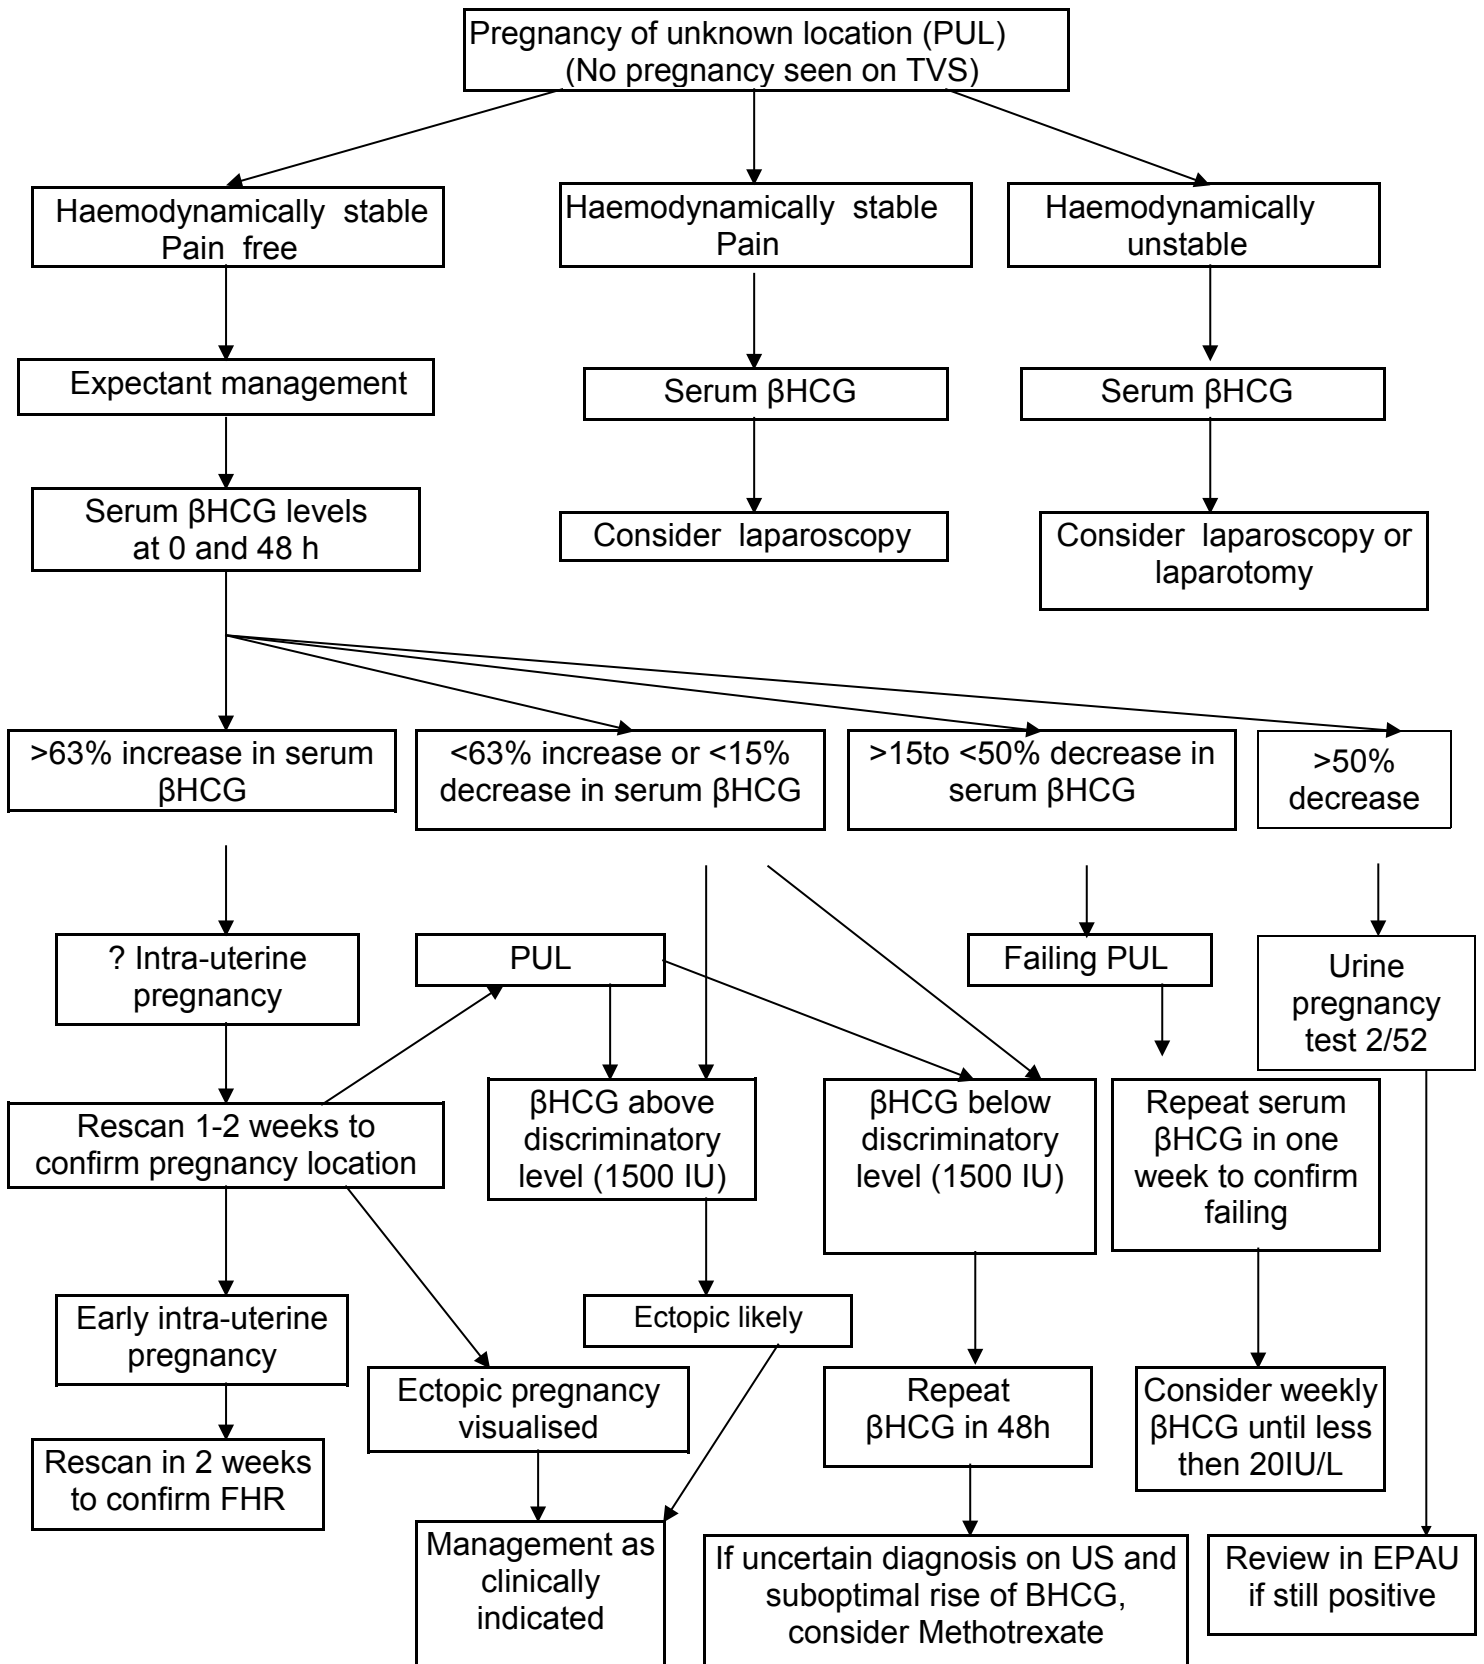 Pregnancy of unknown location (PUL)
(No pregnancy seen on TVS)
Haemodynamically stable
Pain free
Haemodynamically stable
Pain
Haemodynamically
unstable
Expectant management
Serum βHCG
Serum βHCG
Serum βHCG levels
at 0 and 48 h
Consider laparoscopy
Consider laparoscopy or
laparotomy
>63% increase in serum
βHCG
<63% increase or <15%
decrease in serum βHCG
>15to <50% decrease in
serum βHCG
>50%
decrease
? Intra-uterine
pregnancy
PUL
Failing PUL
Urine
pregnancy
test 2/52
Rescan 1-2 weeks to
confirm pregnancy location
βHCG above
discriminatory
level (1500 IU)
βHCG below
discriminatory
level (1500 IU)
Repeat serum
βHCG in one
week to confirm
failing
Early intra-uterine
pregnancy
Ectopic likely
Ectopic pregnancy
visualised
Repeat
βHCG in 48h
Consider weekly
βHCG until less
then 20IU/L
Rescan in 2 weeks
to confirm FHR
Management as
clinically
indicated
If uncertain diagnosis on US and
suboptimal rise of BHCG,
consider Methotrexate
Review in EPAU
if still positive